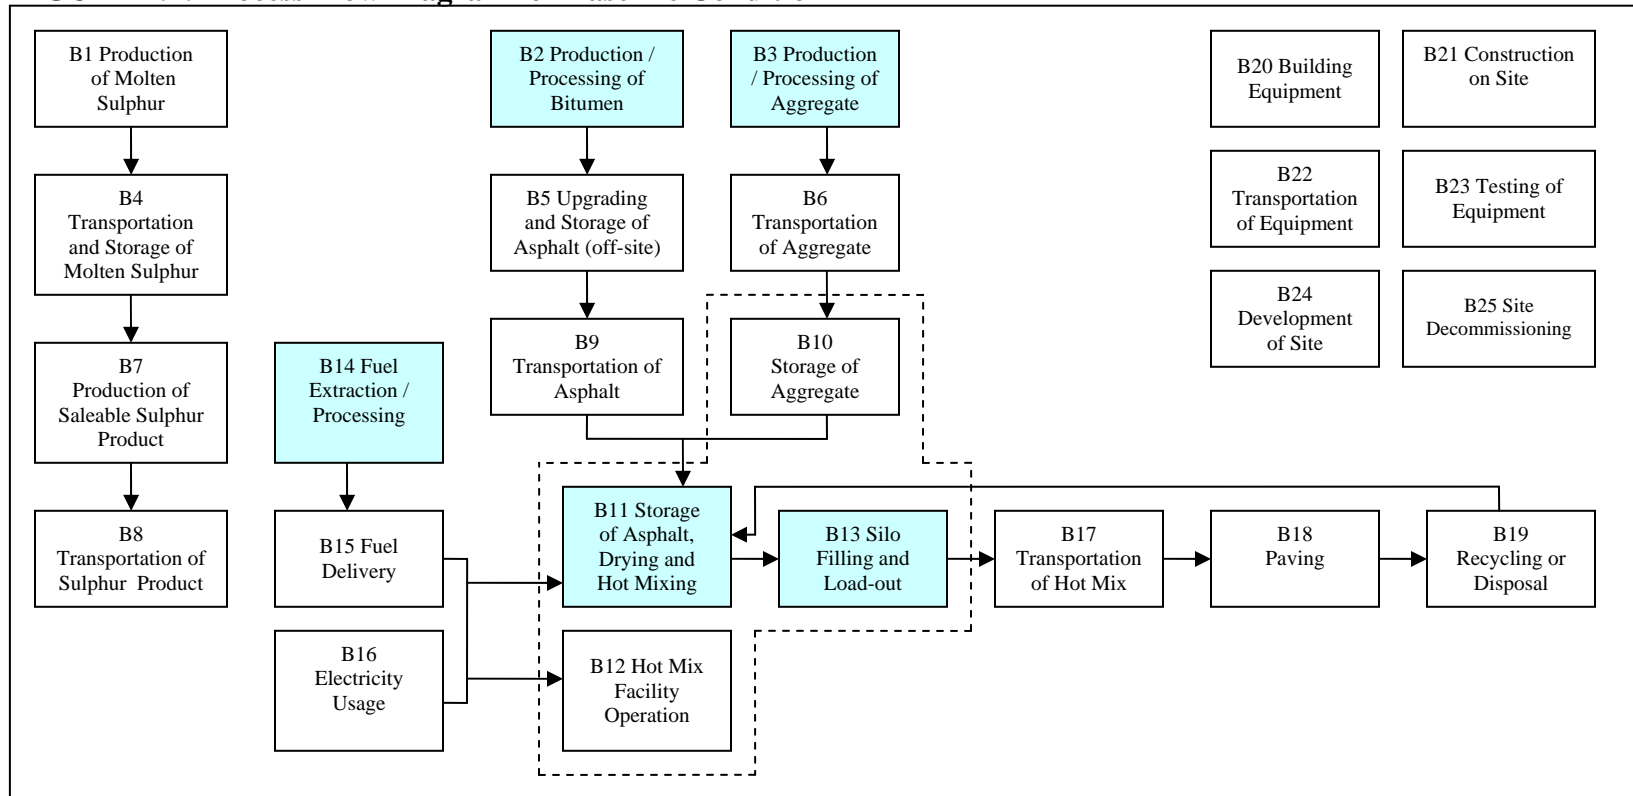 B1 Production
of Molten
Sulphur
B2 Production /
Processing of
Bitumen
B3 Production
/ Processing of
Aggregate
B20 Building
Equipment
B21 Construction
on Site
B4
Transportation
and Storage of
Molten Sulphur
B5 Upgrading
and Storage of
Asphalt (off-site)
B6
Transportation
of Aggregate
B22
Transportation
of Equipment
B23 Testing of
Equipment
B7
Production of
Saleable Sulphur
Product
B14 Fuel
Extraction /
Processing
B9
Transportation of
Asphalt
B10
Storage of
Aggregate
B24
Development
of Site
B25 Site
Decommissioning
B8
Transportation of
Sulphur Product
B15 Fuel
Delivery
B11 Storage
of Asphalt,
Drying and
Hot Mixing
B13 Silo
Filling and
Load-out
B17
Transportation
of Hot Mix
B18
Paving
B19
Recycling or
Disposal
B16
Electricity
Usage
B12 Hot Mix
Facility
Operation